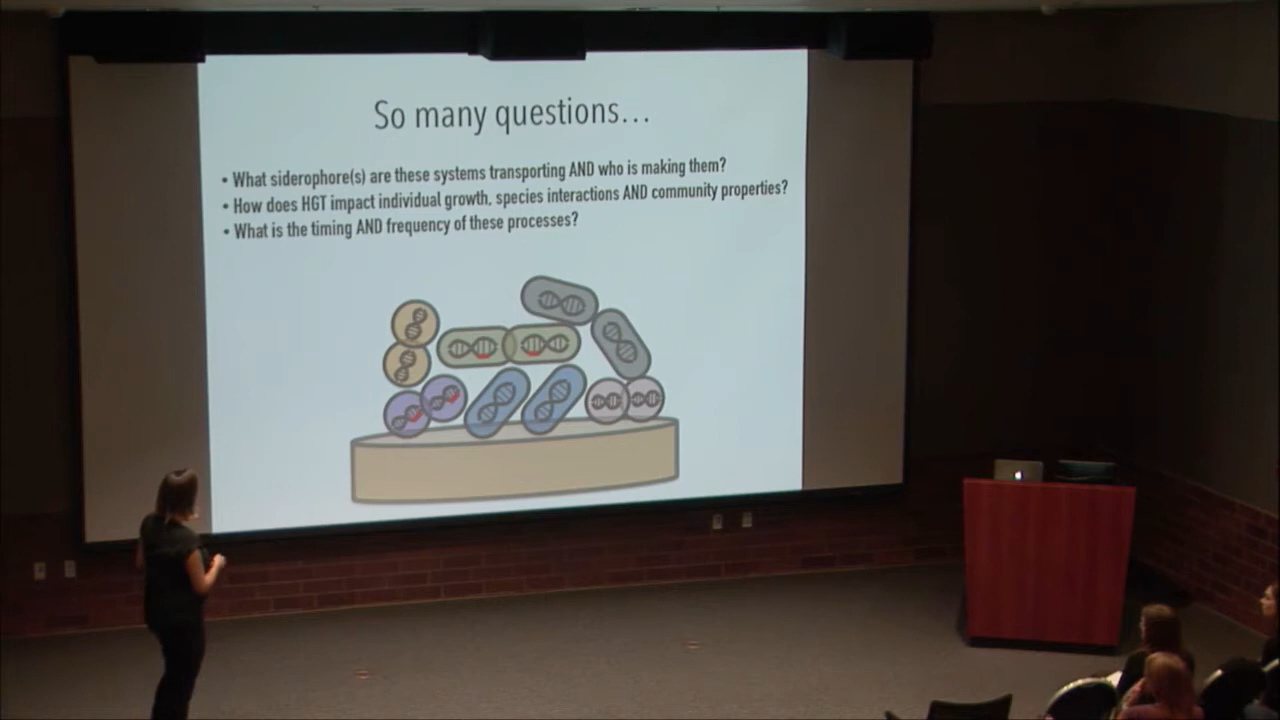 So many questions...
• What siderophore(s) are these systems transporting AND who is making them?
• How does HGT impact individual growth, species interactions AND community properties?
• What is the timing AND frequency of these processes?